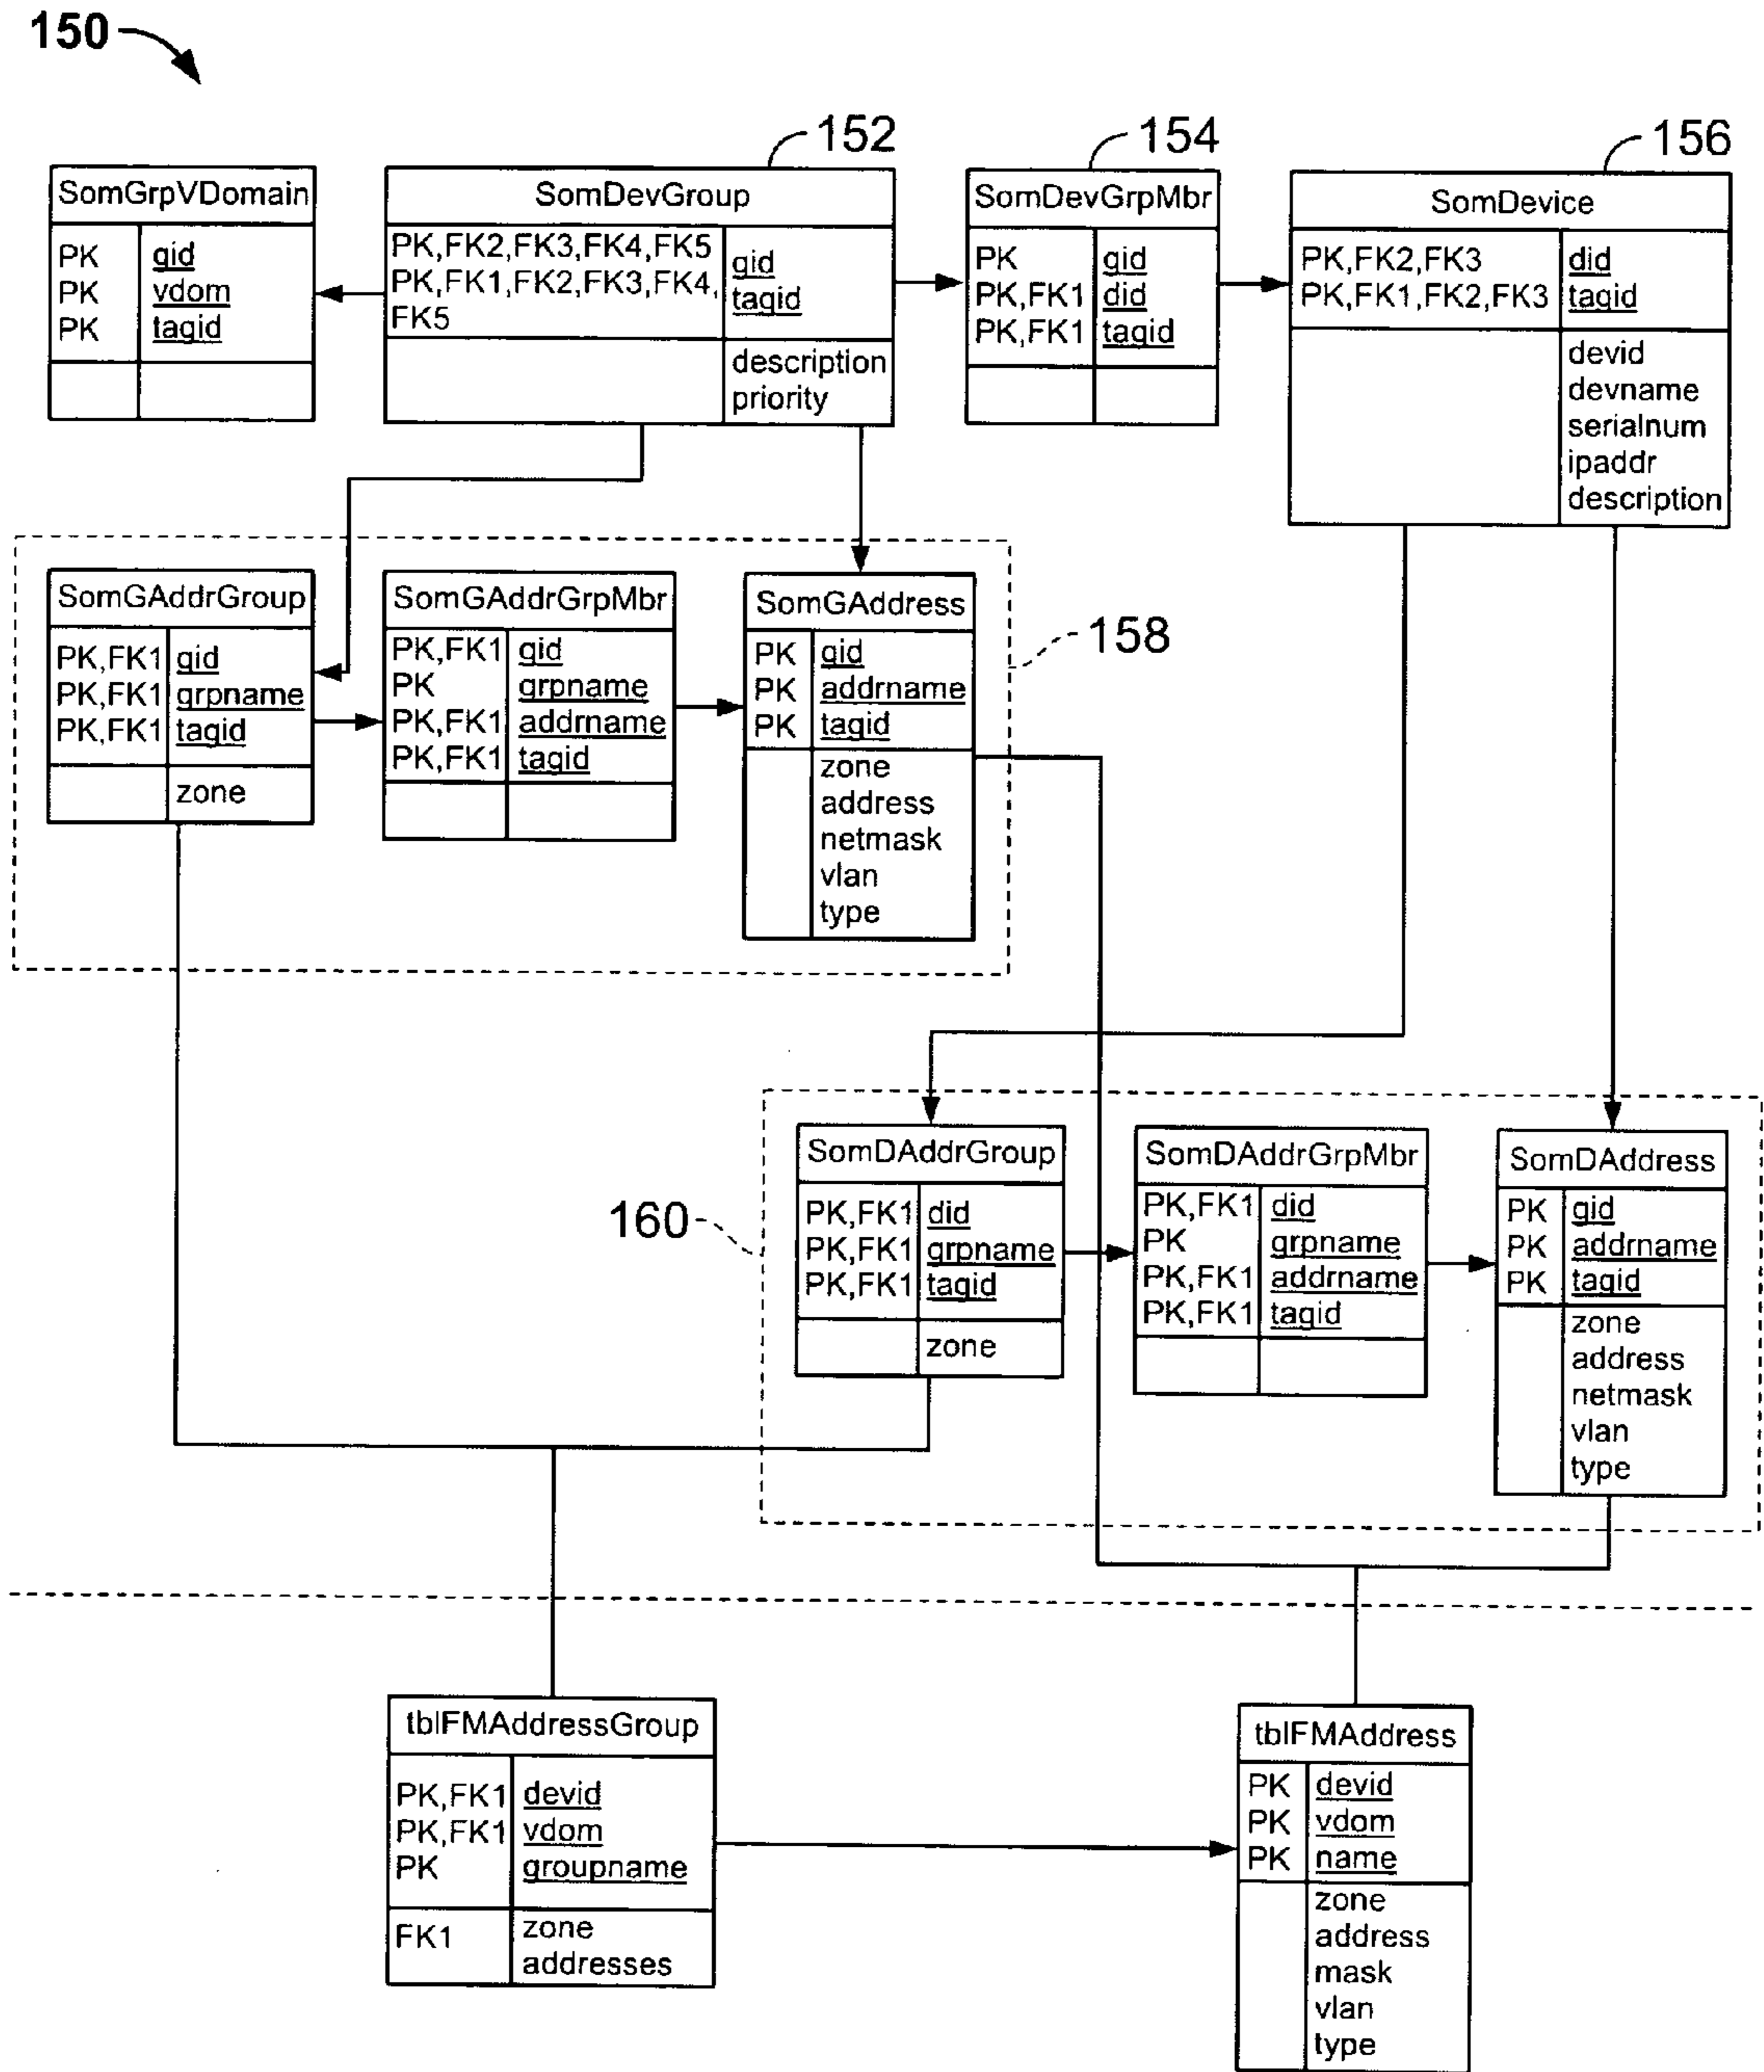 150
152
154
156
SomGrpVDomain
PK gid
PK vdom
PK tagid
SomDevGroup
PK,FK2,FK3,FK4,FK5 gid
PK,FK1,FK2,FK3,FK4, tagid
FK5
description
priority
SomDevGrpMbr
PK gid
PK,FK1 did
PK,FK1 tagid
SomDevice
PK,FK2,FK3 did
PK,FK1,FK2,FK3 tagid
devid
devname
serialnum
ipaddr
description
SomGAddrGroup
PK,FK1 gid
PK,FK1 grpname
PK,FK1 tagid
zone
SomGAddrGrpMbr
PK,FK1 gid
PK grpname
PK,FK1 addrname
PK,FK1 tagid
SomGAddress
PK gid
PK addrname
PK tagid
zone
address
netmask
vlan
type
158
160
SomDAddrGroup
PK,FK1 did
PK,FK1 grpname
PK,FK1 tagid
zone
SomDAddrGrpMbr
PK,FK1 did
PK grpname
PK,FK1 addrname
PK,FK1 tagid
SomDAddress
PK gid
PK addrname
PK tagid
zone
address
netmask
vlan
type
tblFMAddressGroup
PK,FK1 devid
PK,FK1 vdom
PK groupname
FK1 zone
addresses
tblFMAddress
PK devid
PK vdom
PK name
zone
address
mask
vlan
type